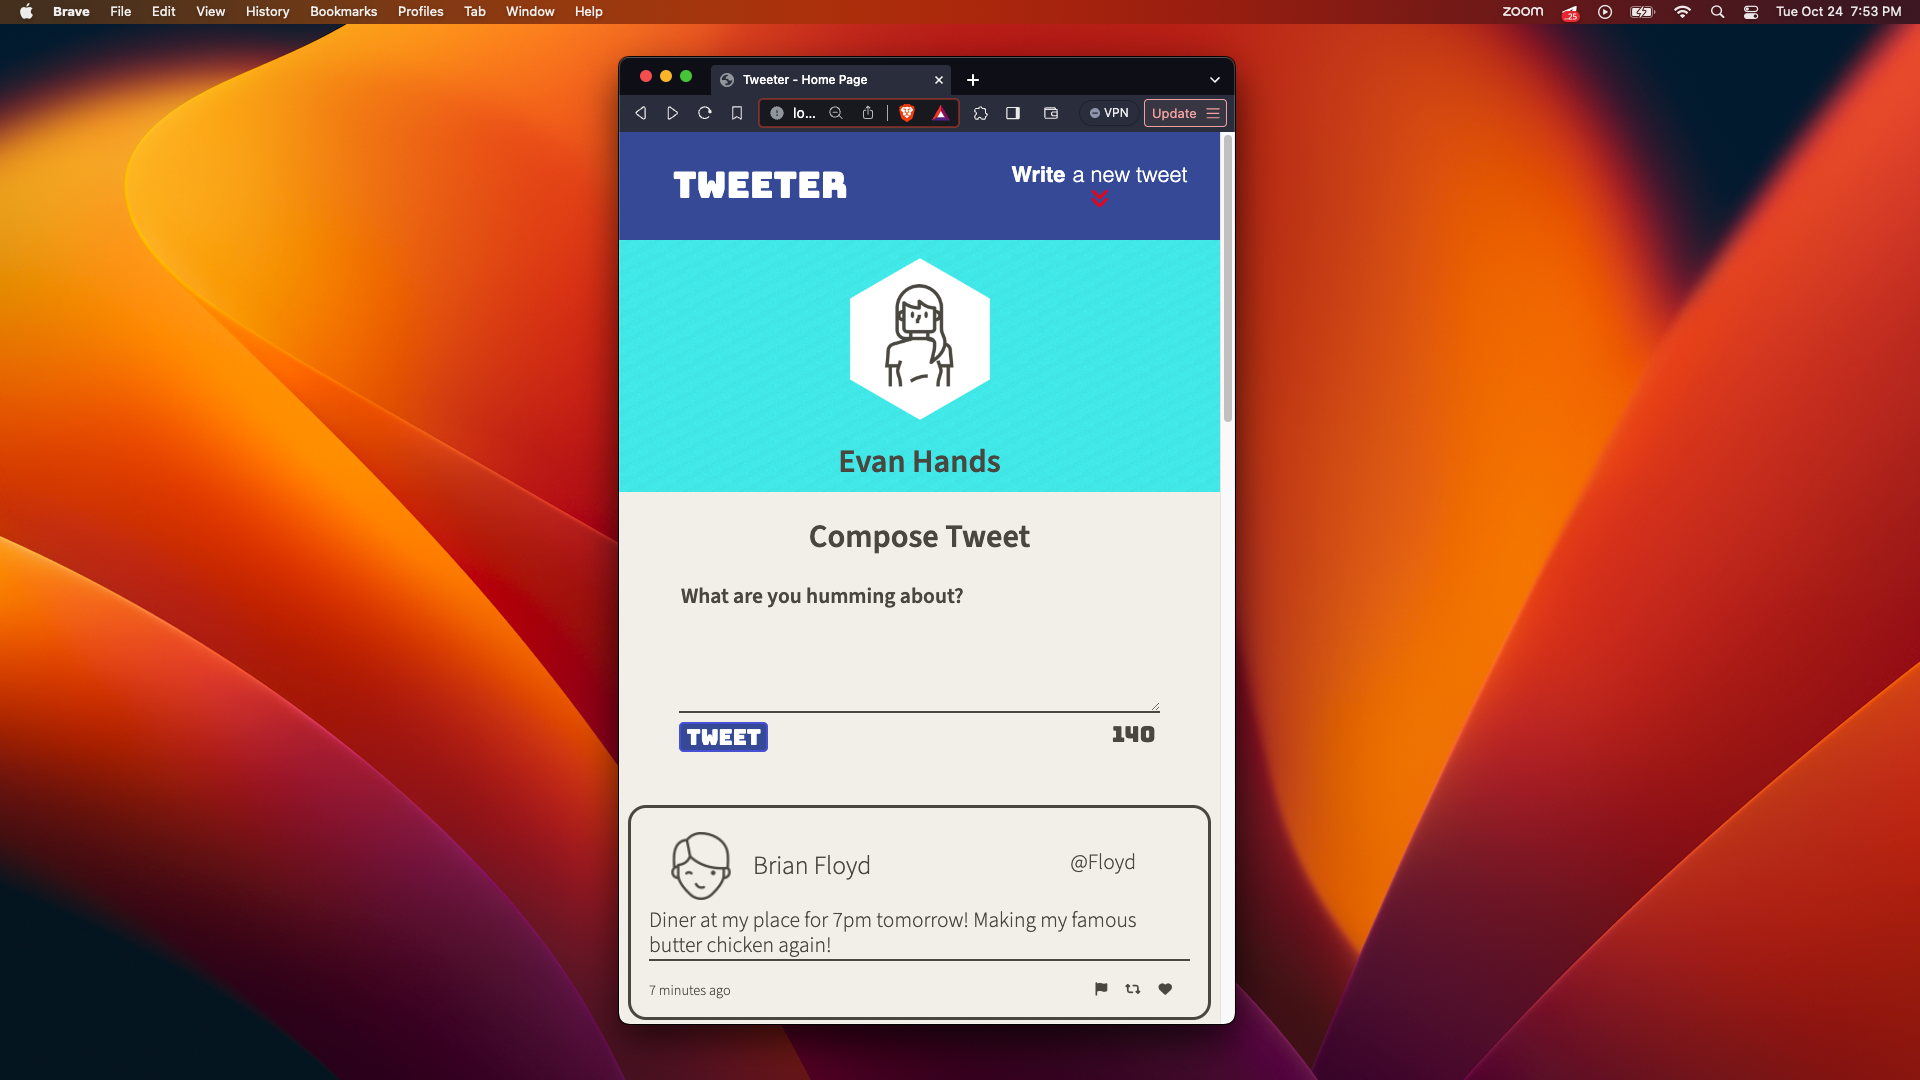 Brave File Edit View History Bookmarks Profiles Tab Window Help zoom 25 Tue Oct 24 7:53 PM
Tweeter - Home Page
lo... VPN Update
TWEETER
Write a new tweet
Evan Hands
Compose Tweet
What are you humming about?
TWEET 140
Brian Floyd @Floyd
Diner at my place for 7pm tomorrow! Making my famous
butter chicken again!
7 minutes ago